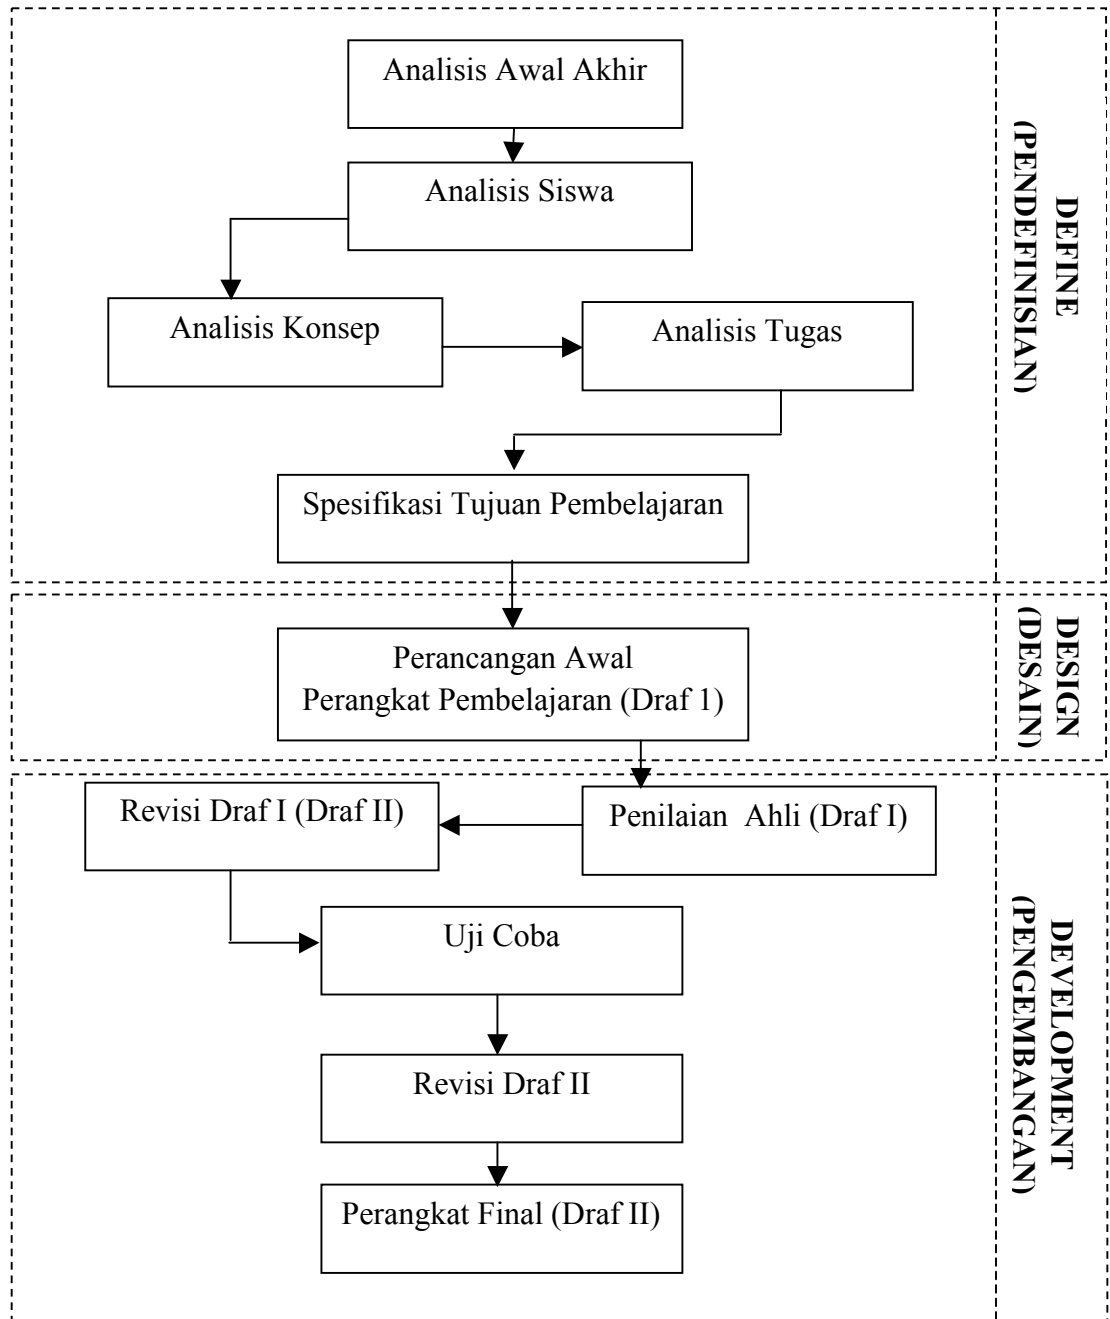 Analisis Awal Akhir
Analisis Siswa
Analisis Konsep
Analisis Tugas
Spesifikasi Tujuan Pembelajaran
DEFINE
(PENDEFINISIAN)
Perancangan Awal
Perangkat Pembelajaran (Draf 1)
DESIGN
(DESAIN)
Penilaian  Ahli (Draf I)
Revisi Draf I (Draf II)
Uji Coba
Revisi Draf II
Perangkat Final (Draf II)
DEVELOPMENT
(PENGEMBANGAN)